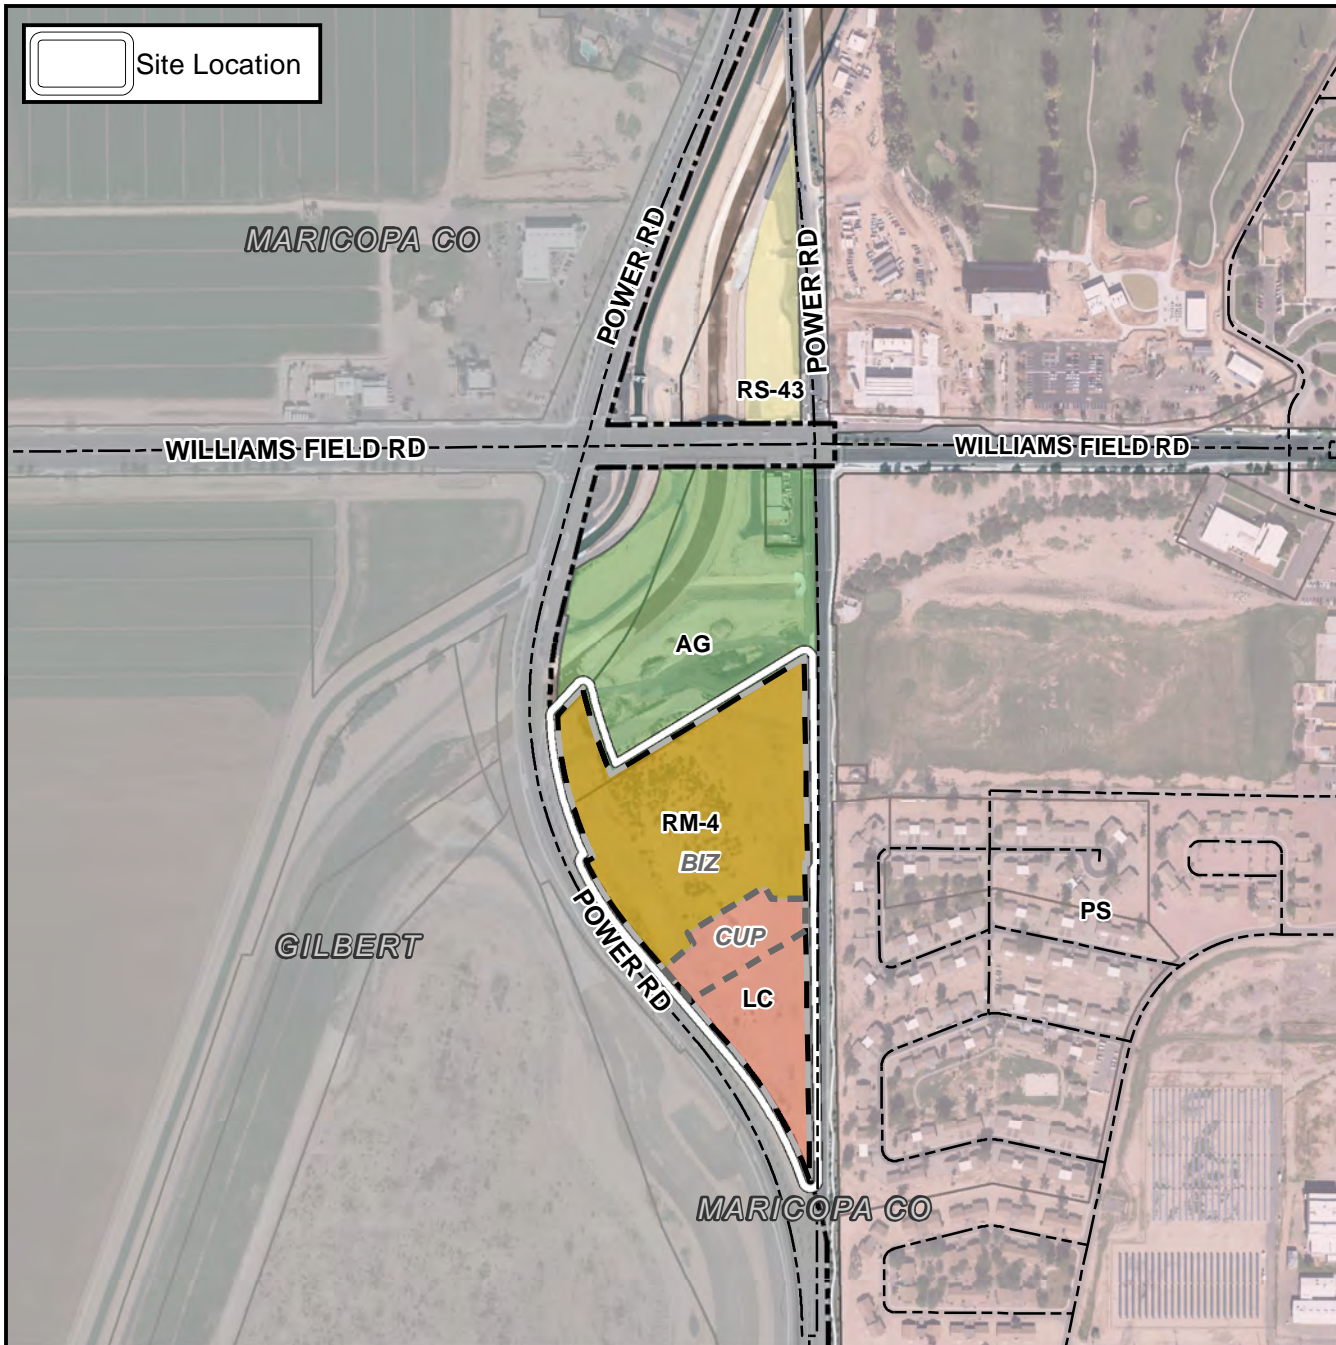 Site Location
MARICOPA CO
POWER RD
POWER RD
RS-43
WILLIAMS FIELD RD
WILLIAMS FIELD RD
AG
RM-4
BIZ
PS
CUP
GILBERT
POWER RD
LC
MARICOPA CO